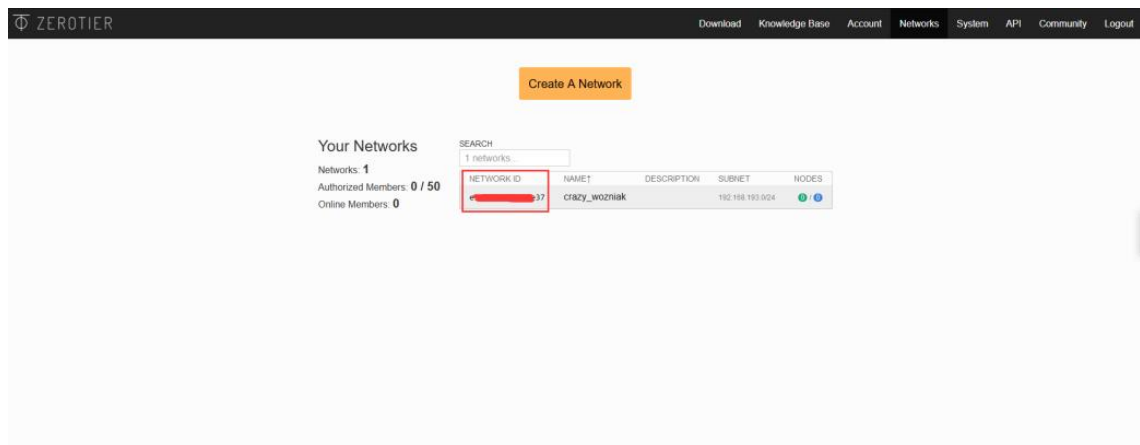 ZEROTIER
Download Knowledge Base Account Networks System API Community Logout
Create A Network
Your Networks
Networks: 1
Authorized Members: 0 / 50
Online Members: 0
SEARCH
1 networks...
NETWORK ID NAME↑ DESCRIPTION SUBNET NODES
e 37 crazy_wozniak 192.168.193.0/24 0 / 0